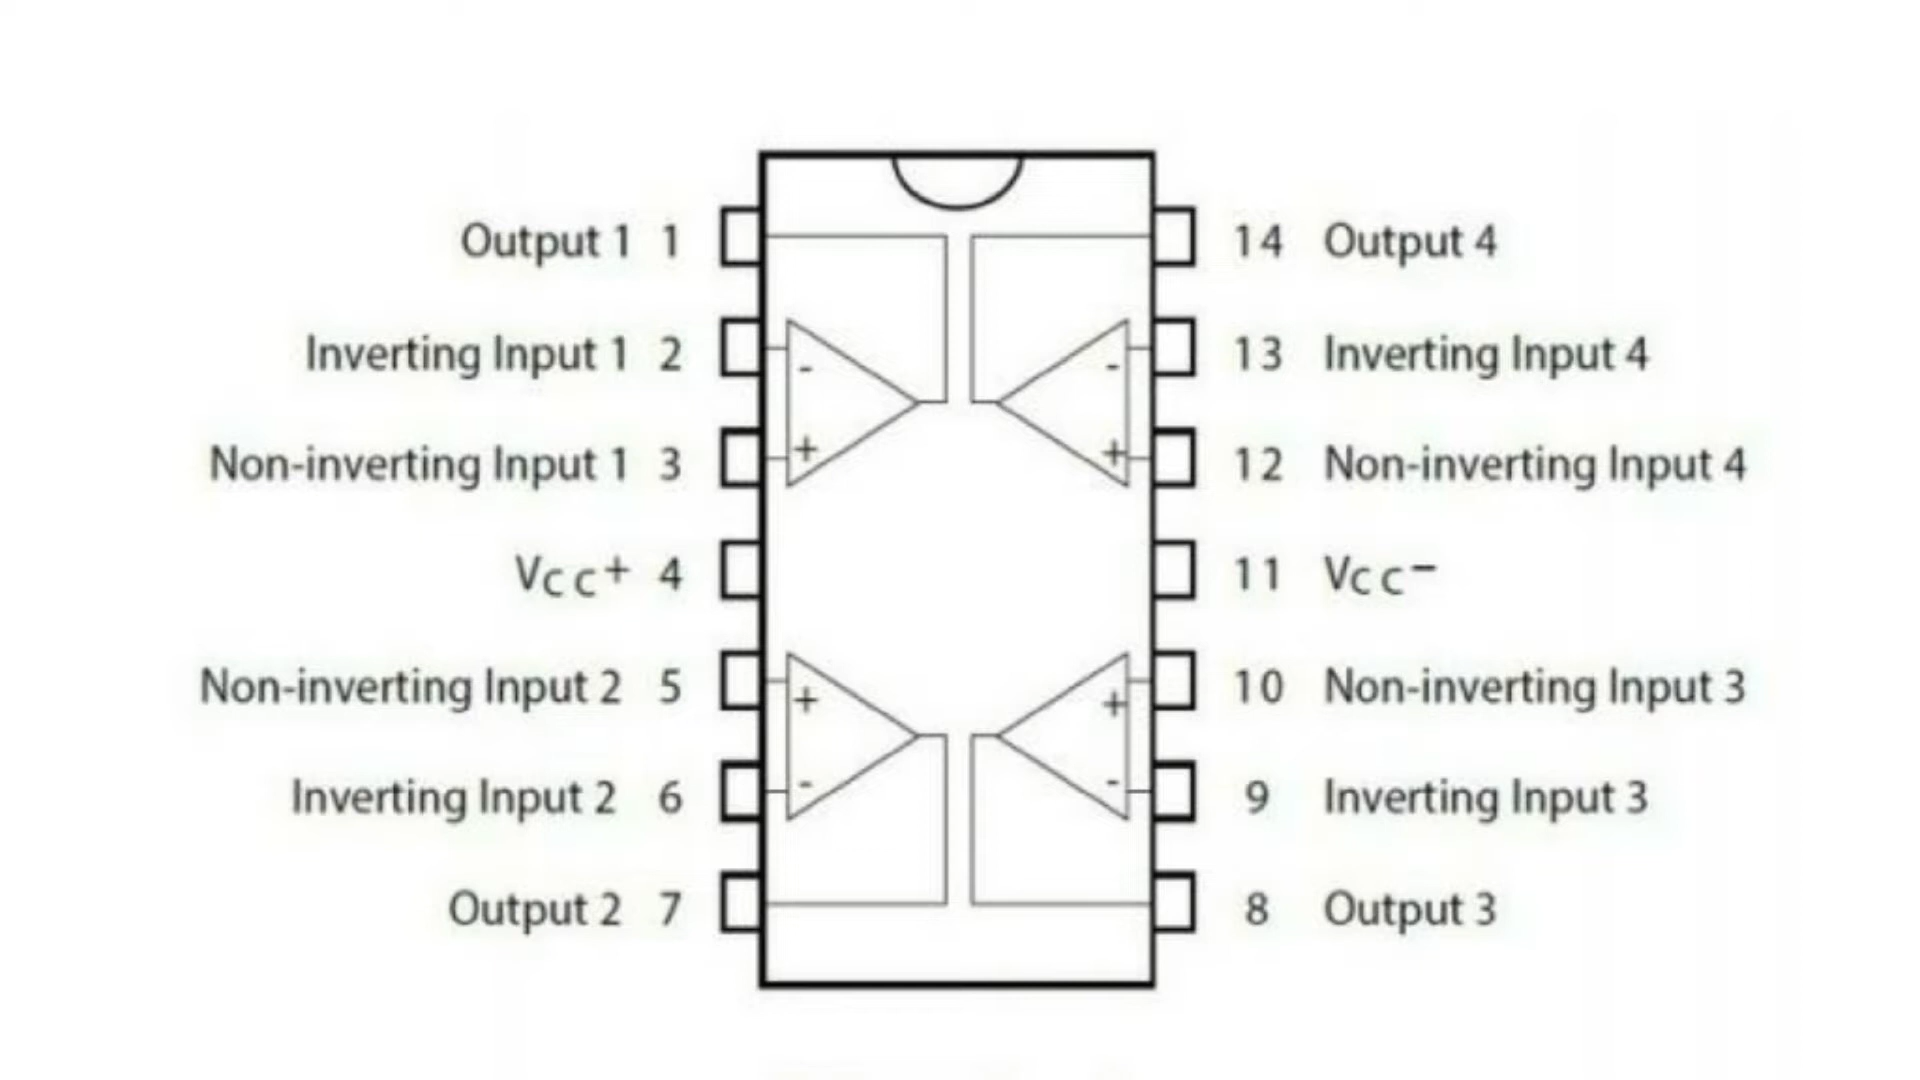 Output 1 1
14 Output 4
Inverting Input 1 2
-
-
13 Inverting Input 4
Non-inverting Input 1 3
+
+
12 Non-inverting Input 4
Vcc+ 4
11 Vcc−
Non-inverting Input 2 5
+
+
10 Non-inverting Input 3
Inverting Input 2 6
-
-
9 Inverting Input 3
Output 2 7
8 Output 3